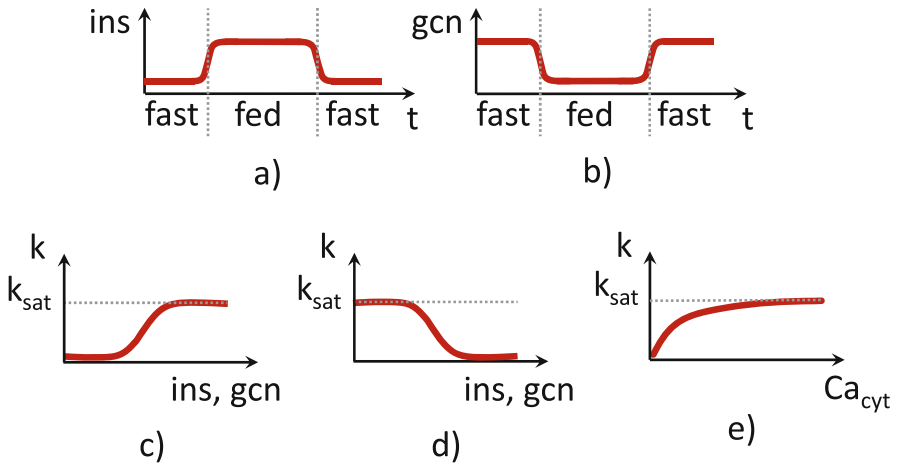 ins
fast fed fast t
a)
gcn
fast fed fast t
b)
k
ksat
ins, gcn
c)
k
ksat
ins, gcn
d)
k
ksat
Cacyt
e)